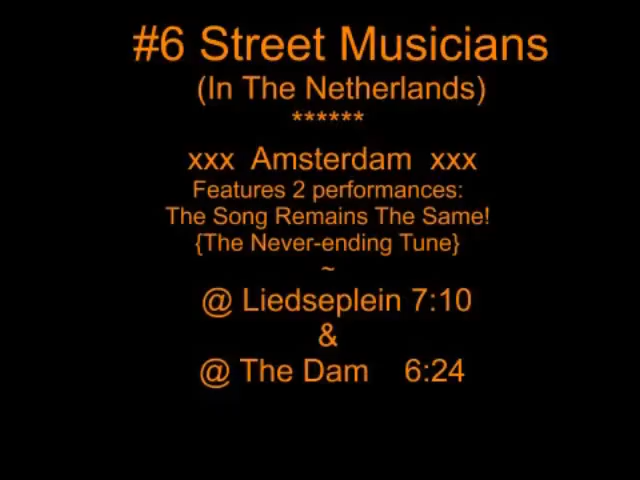 #6 Street Musicians
(In The Netherlands)
******
xxx Amsterdam xxx
Features 2 performances:
The Song Remains The Same!
{The Never-ending Tune}
~
@ Liedseplein 7:10
&
@ The Dam 6:24